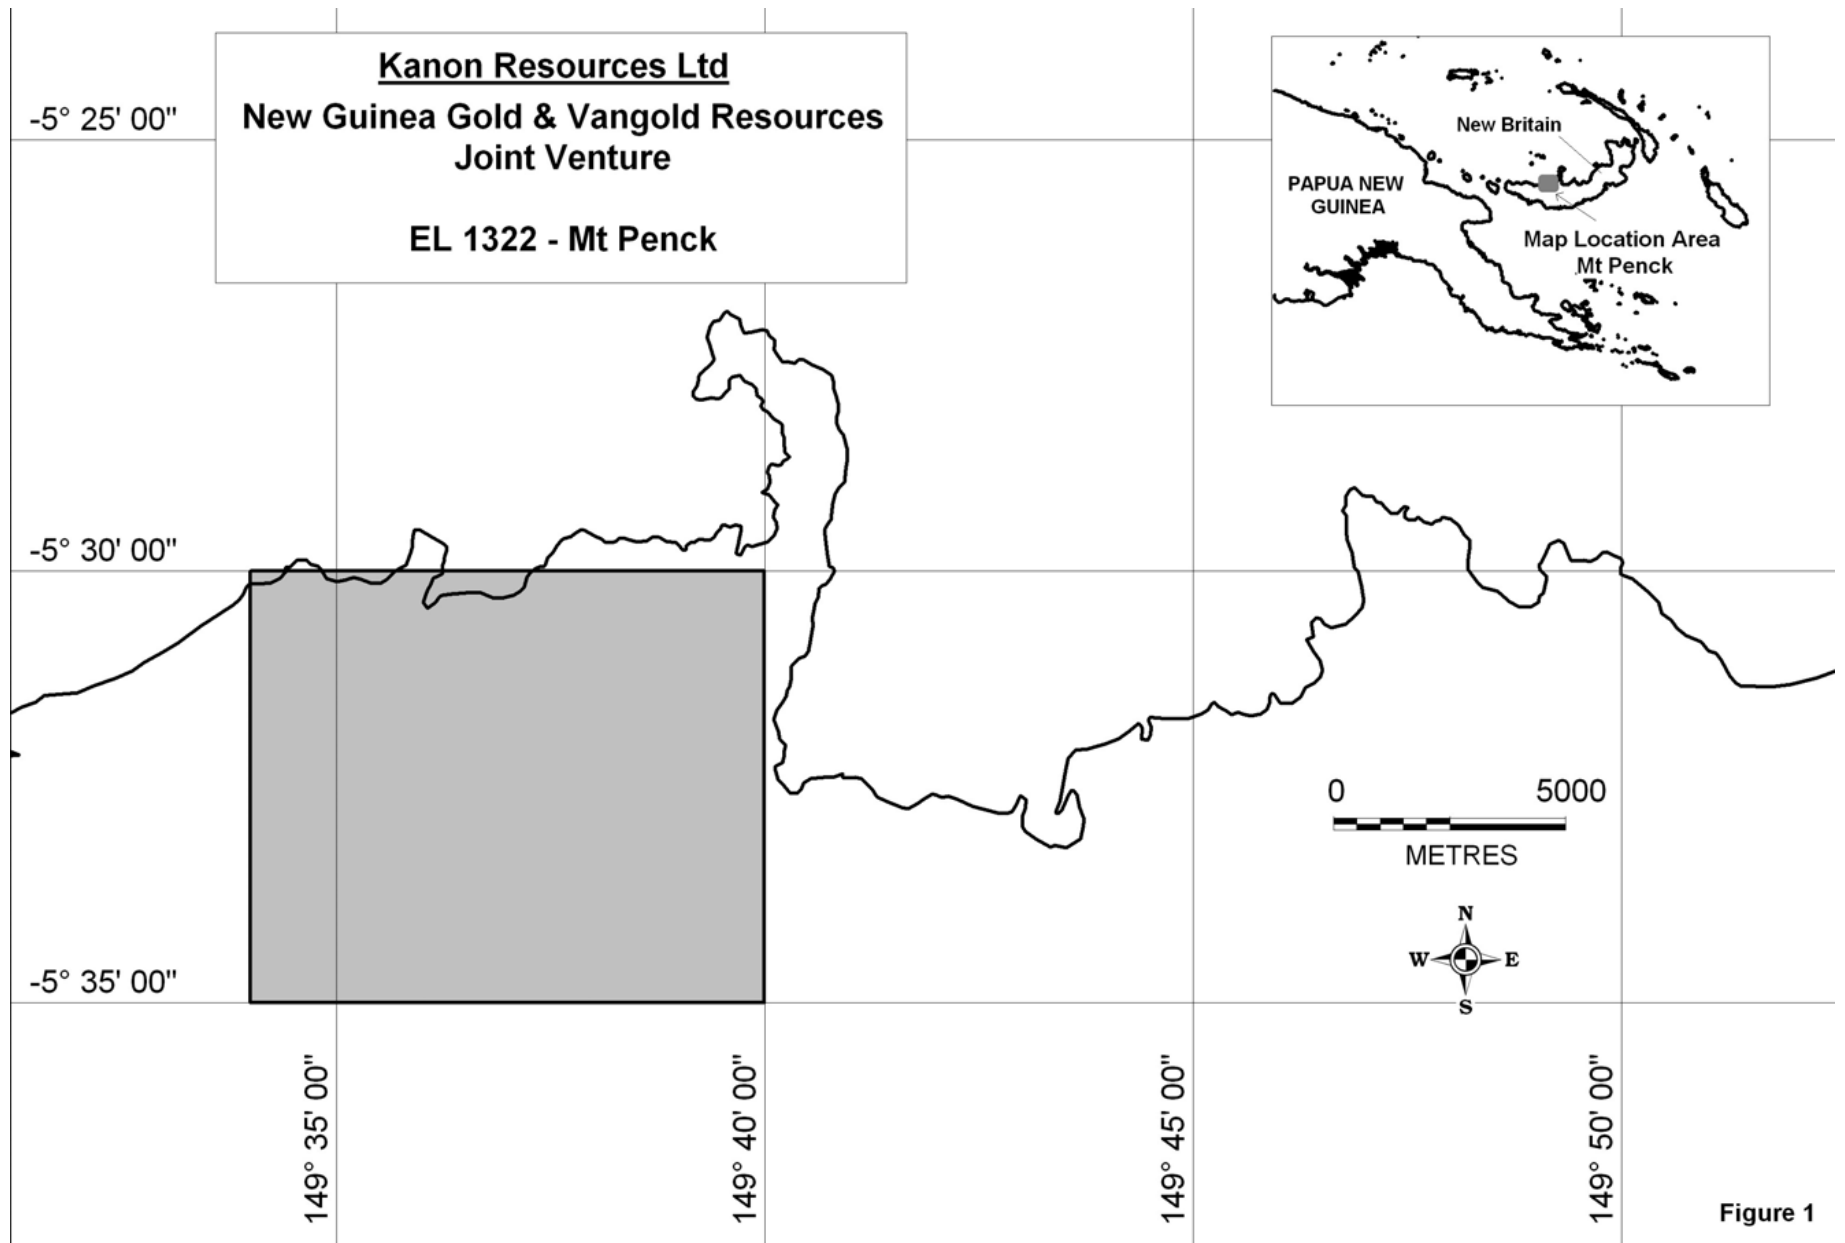 Kanon Resources Ltd
New Guinea Gold & Vangold Resources
Joint Venture
EL 1322 - Mt Penck
New Britain
PAPUA NEW
GUINEA
Map Location Area
Mt Penck
-5° 25' 00"
-5° 30' 00"
-5° 35' 00"
0 5000
METRES
N
W E
S
149° 35' 00"
149° 40' 00"
149° 45' 00"
149° 50' 00"
Figure 1